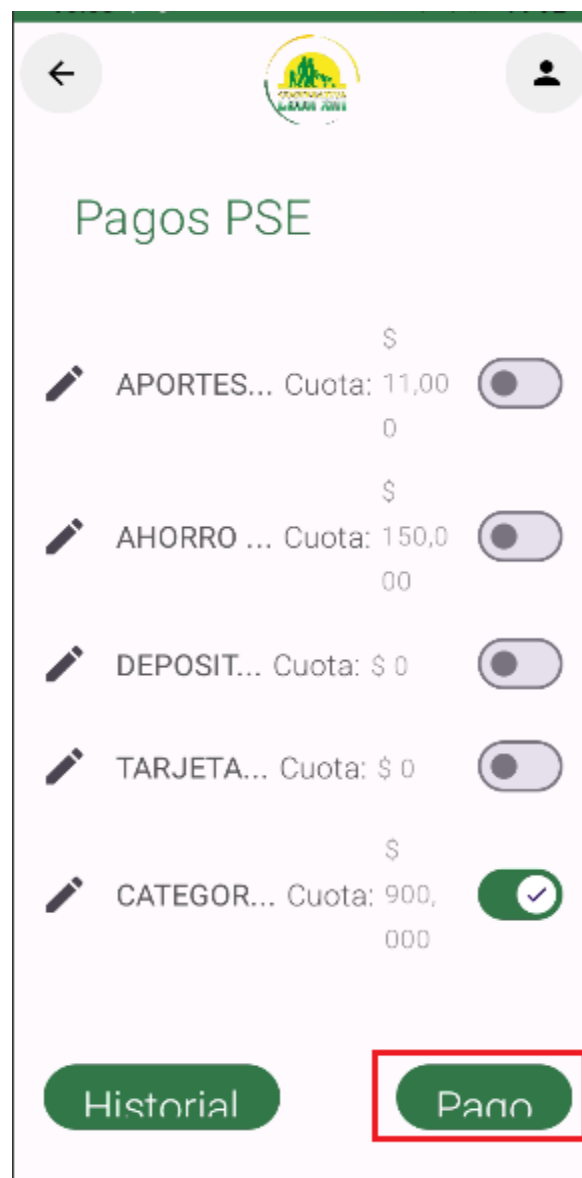 Pagos PSE
$
APORTES... Cuota: 11,00
0
$
AHORRO ... Cuota: 150,0
00
DEPOSIT... Cuota: $ 0
TARJETA... Cuota: $ 0
$
CATEGOR... Cuota: 900,
000
Historial
Pago